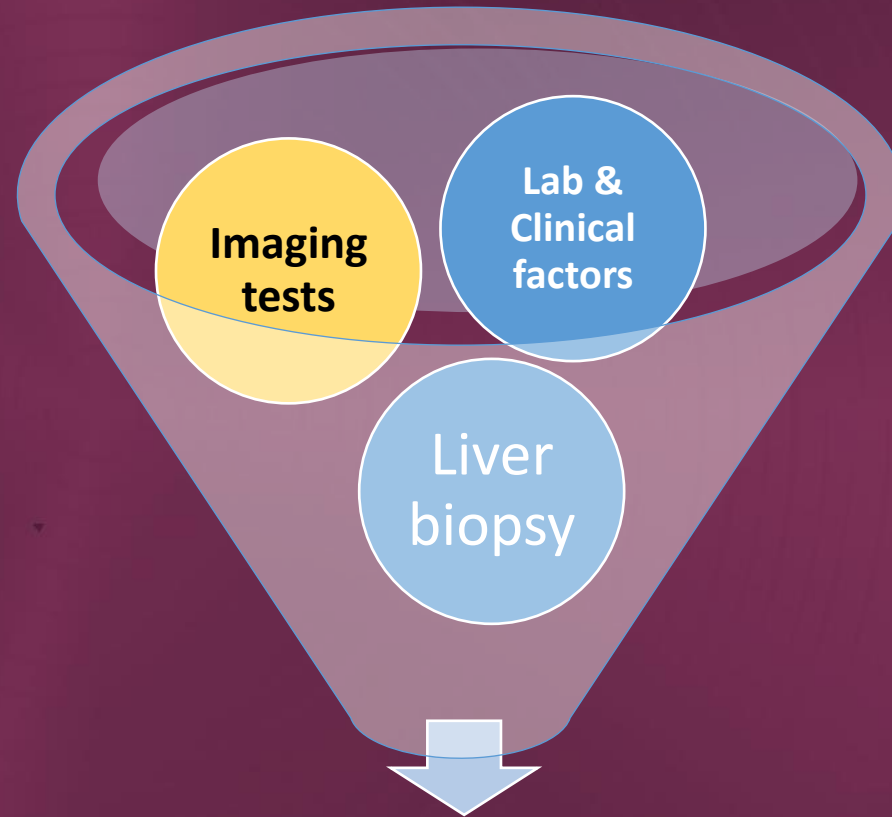 Imaging
tests
Lab &
Clinical
factors
Liver
biopsy